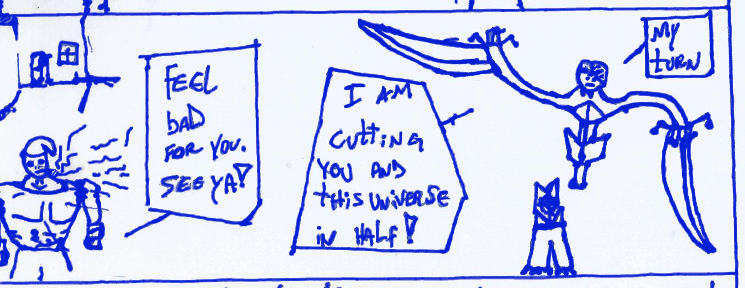 FEEL
BAD
FOR YOU.
SEE YA!
I AM
CUTTING
YOU AND
THIS UNIVERSE
IN HALF!
MY
TURN